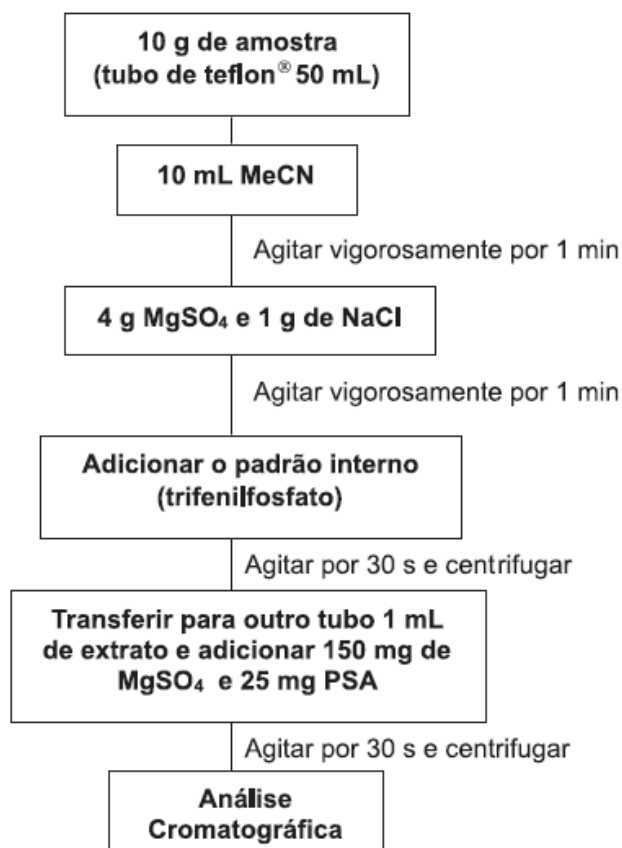 10 g de amostra
(tubo de teflon® 50 mL)
10 mL MeCN
Agitar vigorosamente por 1 min
4 g MgSO₄ e 1 g de NaCl
Agitar vigorosamente por 1 min
Adicionar o padrão interno
(trifenilfosfato)
Agitar por 30 s e centrifugar
Transferir para outro tubo 1 mL
de extrato e adicionar 150 mg de
MgSO₄ e 25 mg PSA
Agitar por 30 s e centrifugar
Análise
Cromatográfica